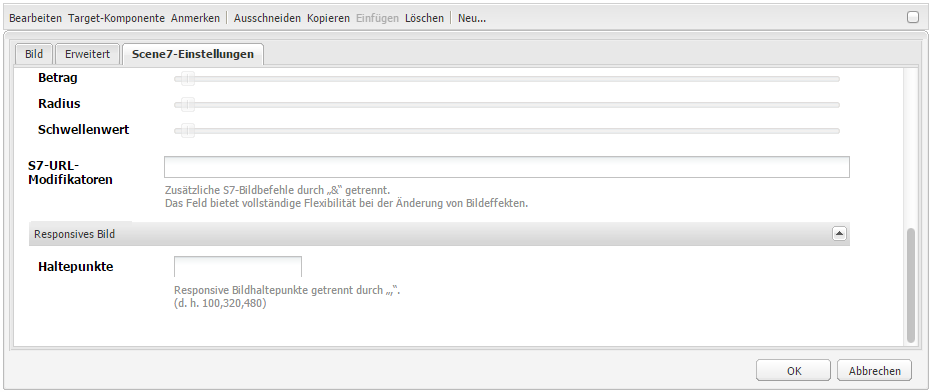 Bearbeiten Target-Komponente Anmerken Ausschneiden Kopieren Einfügen Löschen Neu...
Bild Erweitert Scene7-Einstellungen
Betrag
Radius
Schwellenwert
S7-URL-
Modifikatoren
Zusätzliche S7-Bildbefehle durch „&“ getrennt.
Das Feld bietet vollständige Flexibilität bei der Änderung von Bildeffekten.
Responsives Bild
Haltepunkte
Responsive Bildhaltepunkte getrennt durch „,“.
(d. h. 100,320,480)
OK Abbrechen